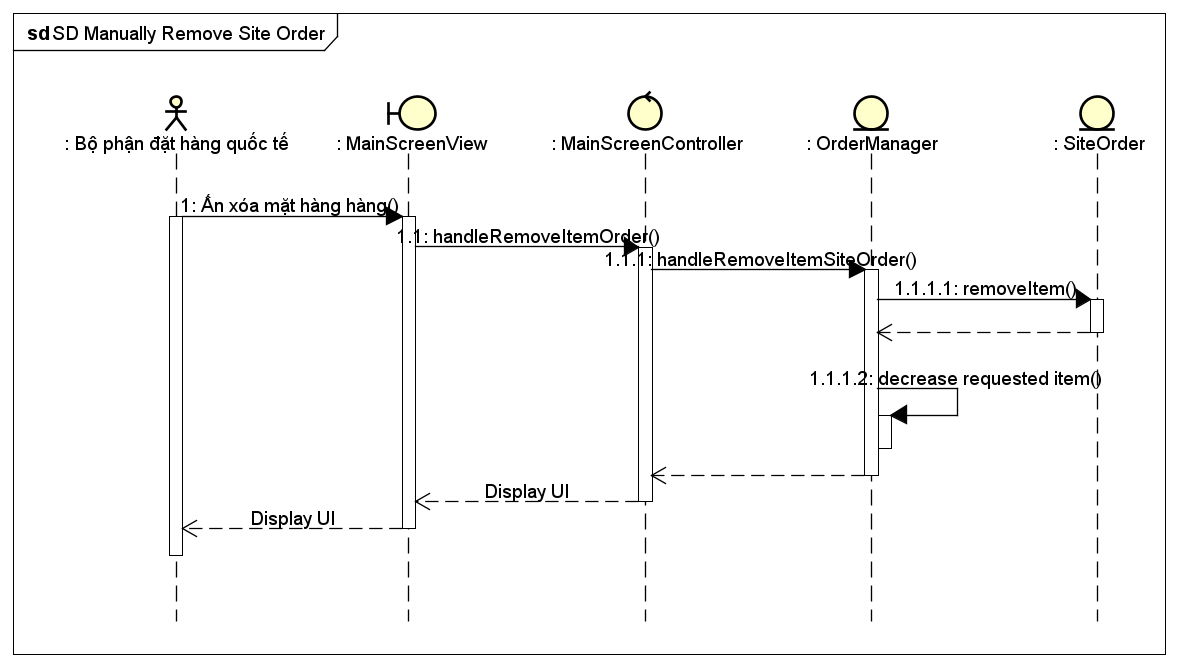 sd SD Manually Remove Site Order
: Bộ phận đặt hàng quốc tế
: MainScreenView
: MainScreenController
: OrderManager
: SiteOrder
1: Ấn xóa mặt hàng hàng()
1.1: handleRemoveItemOrder()
1.1.1: handleRemoveItemSiteOrder()
1.1.1.1: removeItem()
1.1.1.2: decrease requested item()
Display UI
Display UI